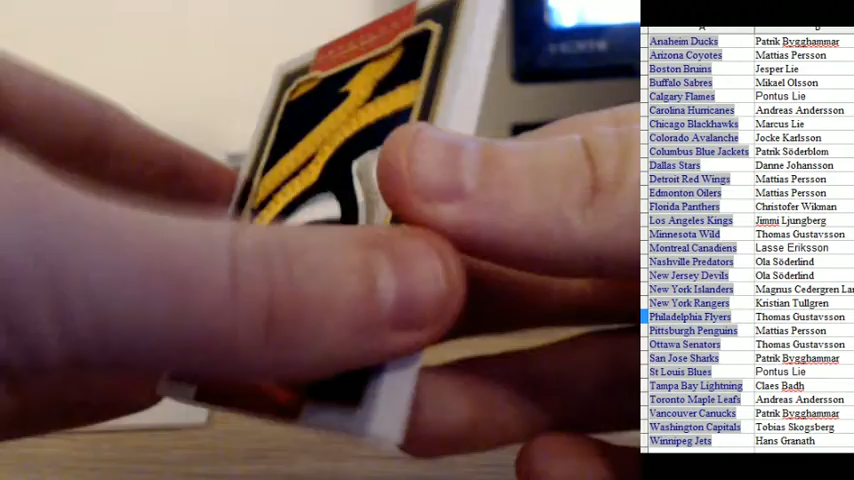 Anaheim Ducks Patrik Bygghammar
Arizona Coyotes Mattias Persson
Boston Bruins Jesper Lie
Buffalo Sabres Mikael Olsson
Calgary Flames Pontus Lie
Carolina Hurricanes Andreas Andersson
Chicago Blackhawks Marcus Lie
Colorado Avalanche Jocke Karlsson
Columbus Blue Jackets Patrik Söderblom
Dallas Stars Danne Johansson
Detroit Red Wings Mattias Persson
Edmonton Oilers Mattias Persson
Florida Panthers Christofer Wikman
Los Angeles Kings Jimmi Ljungberg
Minnesota Wild Thomas Gustavsson
Montreal Canadiens Lasse Eriksson
Nashville Predators Ola Söderlind
New Jersey Devils Ola Söderlind
New York Islanders Magnus Cedergren Lar
New York Rangers Kristian Tullgren
Philadelphia Flyers Thomas Gustavsson
Pittsburgh Penguins Mattias Persson
Ottawa Senators Thomas Gustavsson
San Jose Sharks Patrik Bygghammar
St Louis Blues Pontus Lie
Tampa Bay Lightning Claes Badh
Toronto Maple Leafs Andreas Andersson
Vancouver Canucks Patrik Bygghammar
Washington Capitals Tobias Skogsberg
Winnipeg Jets Hans Granath